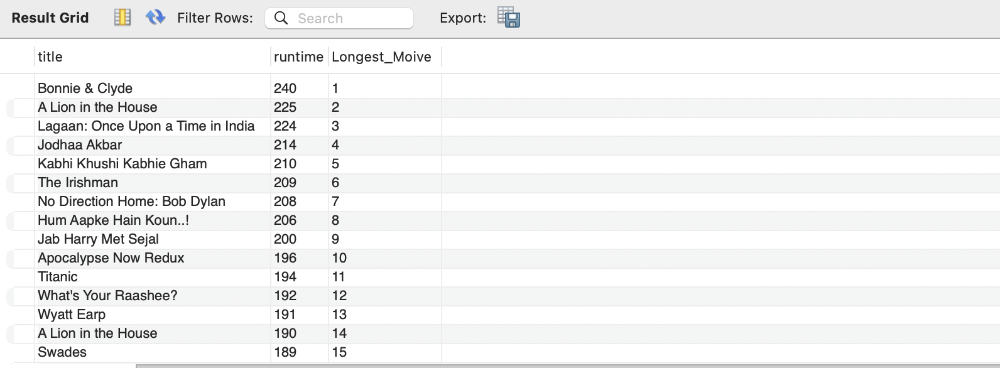 Result Grid Filter Rows: Search Export:
title runtime Longest_Moive
Bonnie & Clyde 240 1
A Lion in the House 225 2
Lagaan: Once Upon a Time in India 224 3
Jodhaa Akbar 214 4
Kabhi Khushi Kabhie Gham 210 5
The Irishman 209 6
No Direction Home: Bob Dylan 208 7
Hum Aapke Hain Koun..! 206 8
Jab Harry Met Sejal 200 9
Apocalypse Now Redux 196 10
Titanic 194 11
What's Your Raashee? 192 12
Wyatt Earp 191 13
A Lion in the House 190 14
Swades 189 15